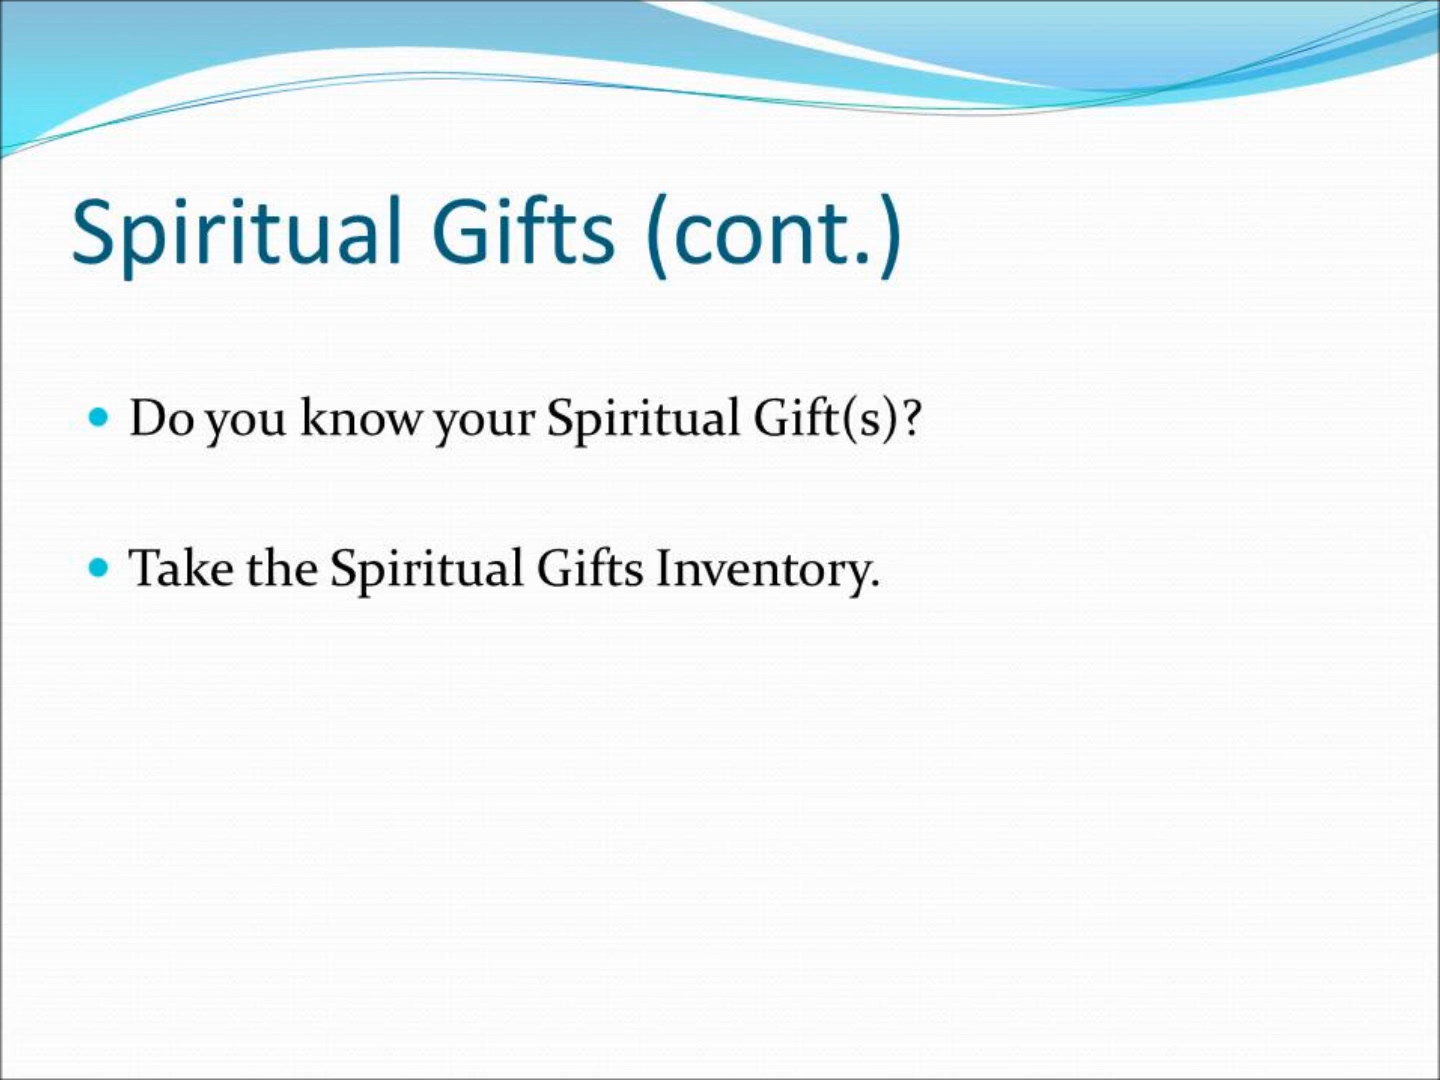 Spiritual Gifts (cont.)
Do you know your Spiritual Gift(s)?
Take the Spiritual Gifts Inventory.